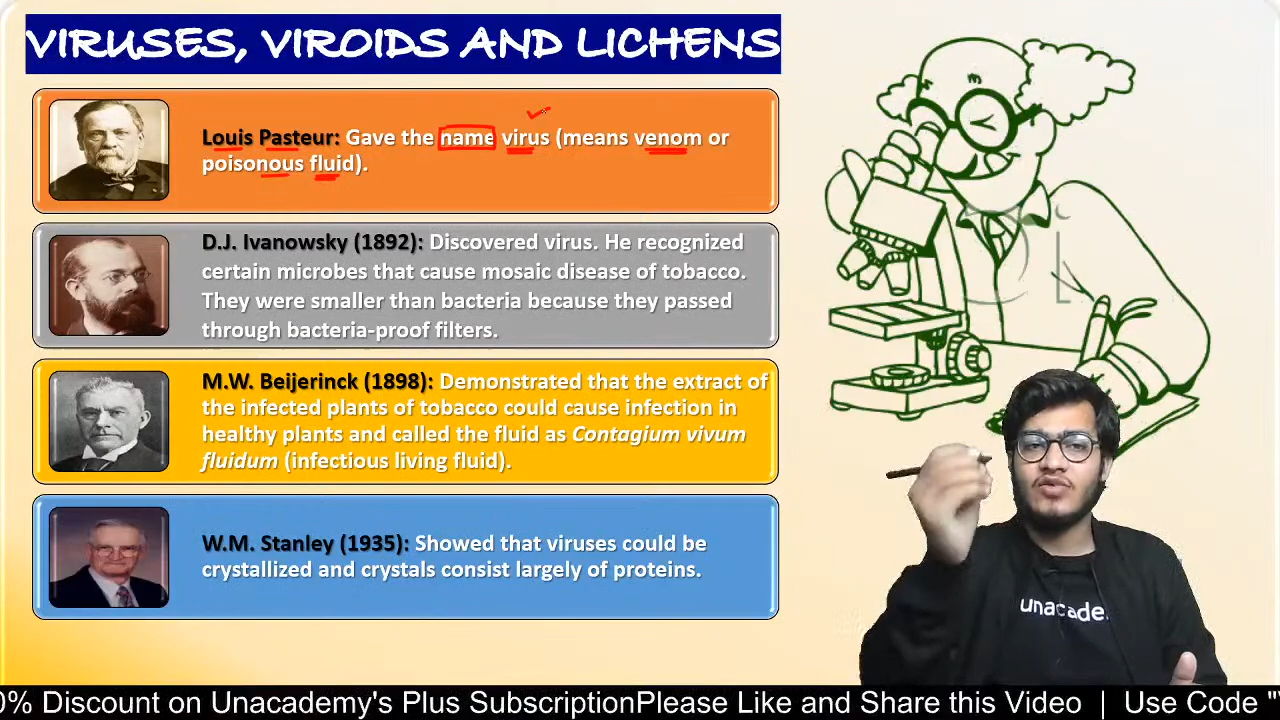 VIRUSES, VIROIDS AND LICHENS
Louis Pasteur: Gave the name virus (means venom or
poisonous fluid).
D.J. Ivanowsky (1892): Discovered virus. He recognized
certain microbes that cause mosaic disease of tobacco.
They were smaller than bacteria because they passed
through bacteria-proof filters.
M.W. Beijerinck (1898): Demonstrated that the extract of
the infected plants of tobacco could cause infection in
healthy plants and called the fluid as Contagium vivum
fluidum (infectious living fluid).
W.M. Stanley (1935): Showed that viruses could be
crystallized and crystals consist largely of proteins.
unacade
0% Discount on Unacademy's Plus SubscriptionPlease Like and Share this Video | Use Code "